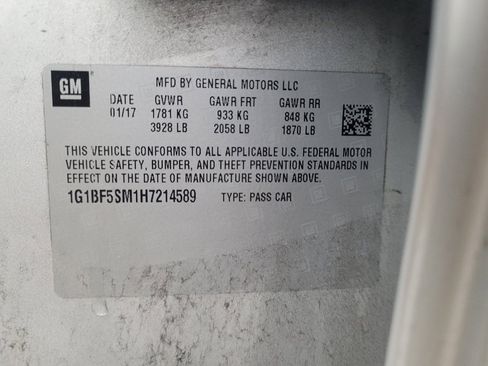 GM
MFD BY GENERAL MOTORS LLC
DATE GVWR GAWR FRT GAWR RR
01/17 1781 KG 933 KG 848 KG
3928 LB 2058 LB 1870 LB
THIS VEHICLE CONFORMS TO ALL APPLICABLE U.S. FEDERAL MOTOR
VEHICLE SAFETY, BUMPER, AND THEFT PREVENTION STANDARDS IN
EFFECT ON THE DATE OF MANUFACTURE SHOWN ABOVE.
1G1BF5SM1H7214589 TYPE: PASS CAR